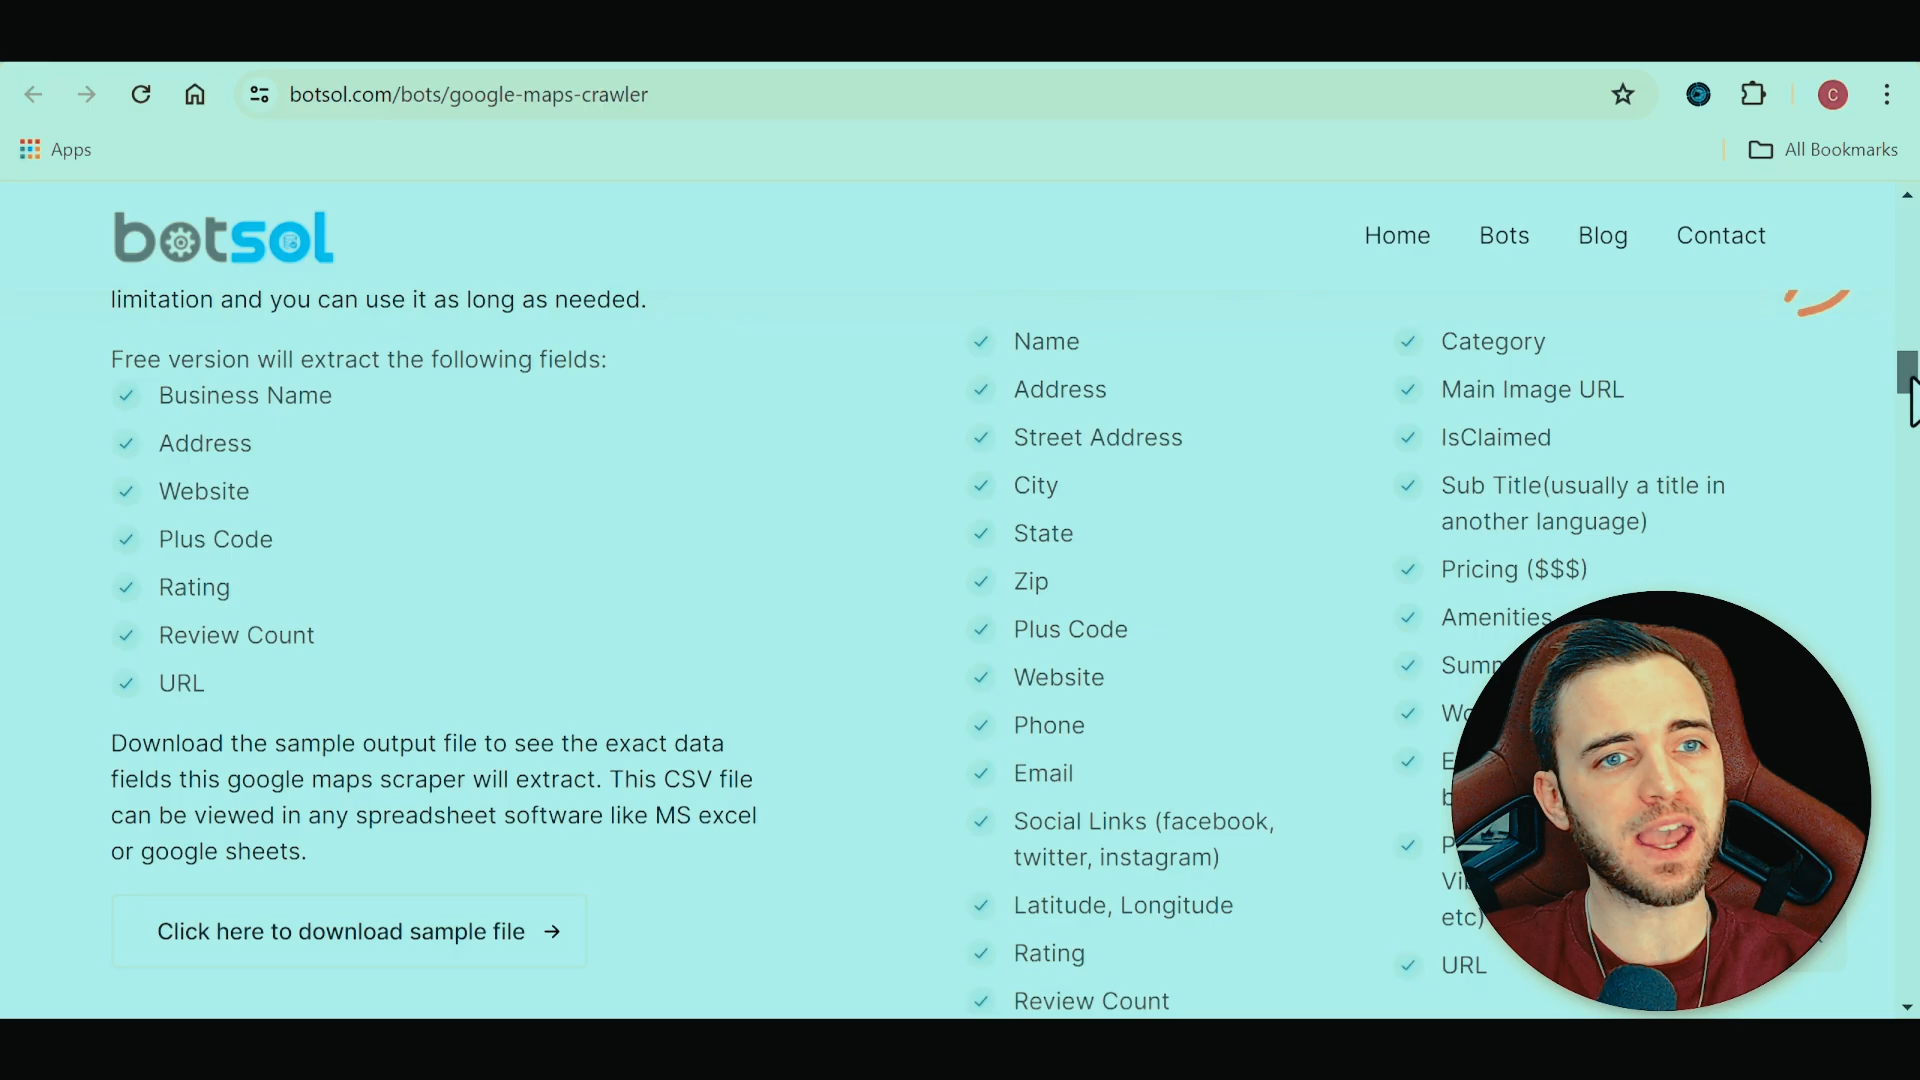 botsol.com/bots/google-maps-crawler
C
Apps
All Bookmarks
botsol
Home
Bots
Blog
Contact
limitation and you can use it as long as needed.
Free version will extract the following fields:
Business Name
Address
Website
Plus Code
Rating
Review Count
URL
Download the sample output file to see the exact data
fields this google maps scraper will extract. This CSV file
can be viewed in any spreadsheet software like MS excel
or google sheets.
Click here to download sample file →
Name
Address
Street Address
City
State
Zip
Plus Code
Website
Phone
Email
Social Links (facebook,
twitter, instagram)
Latitude, Longitude
Rating
Review Count
Category
Main Image URL
IsClaimed
Sub Title(usually a title in
another language)
Pricing ($$$)
Amenities
etc)
URL